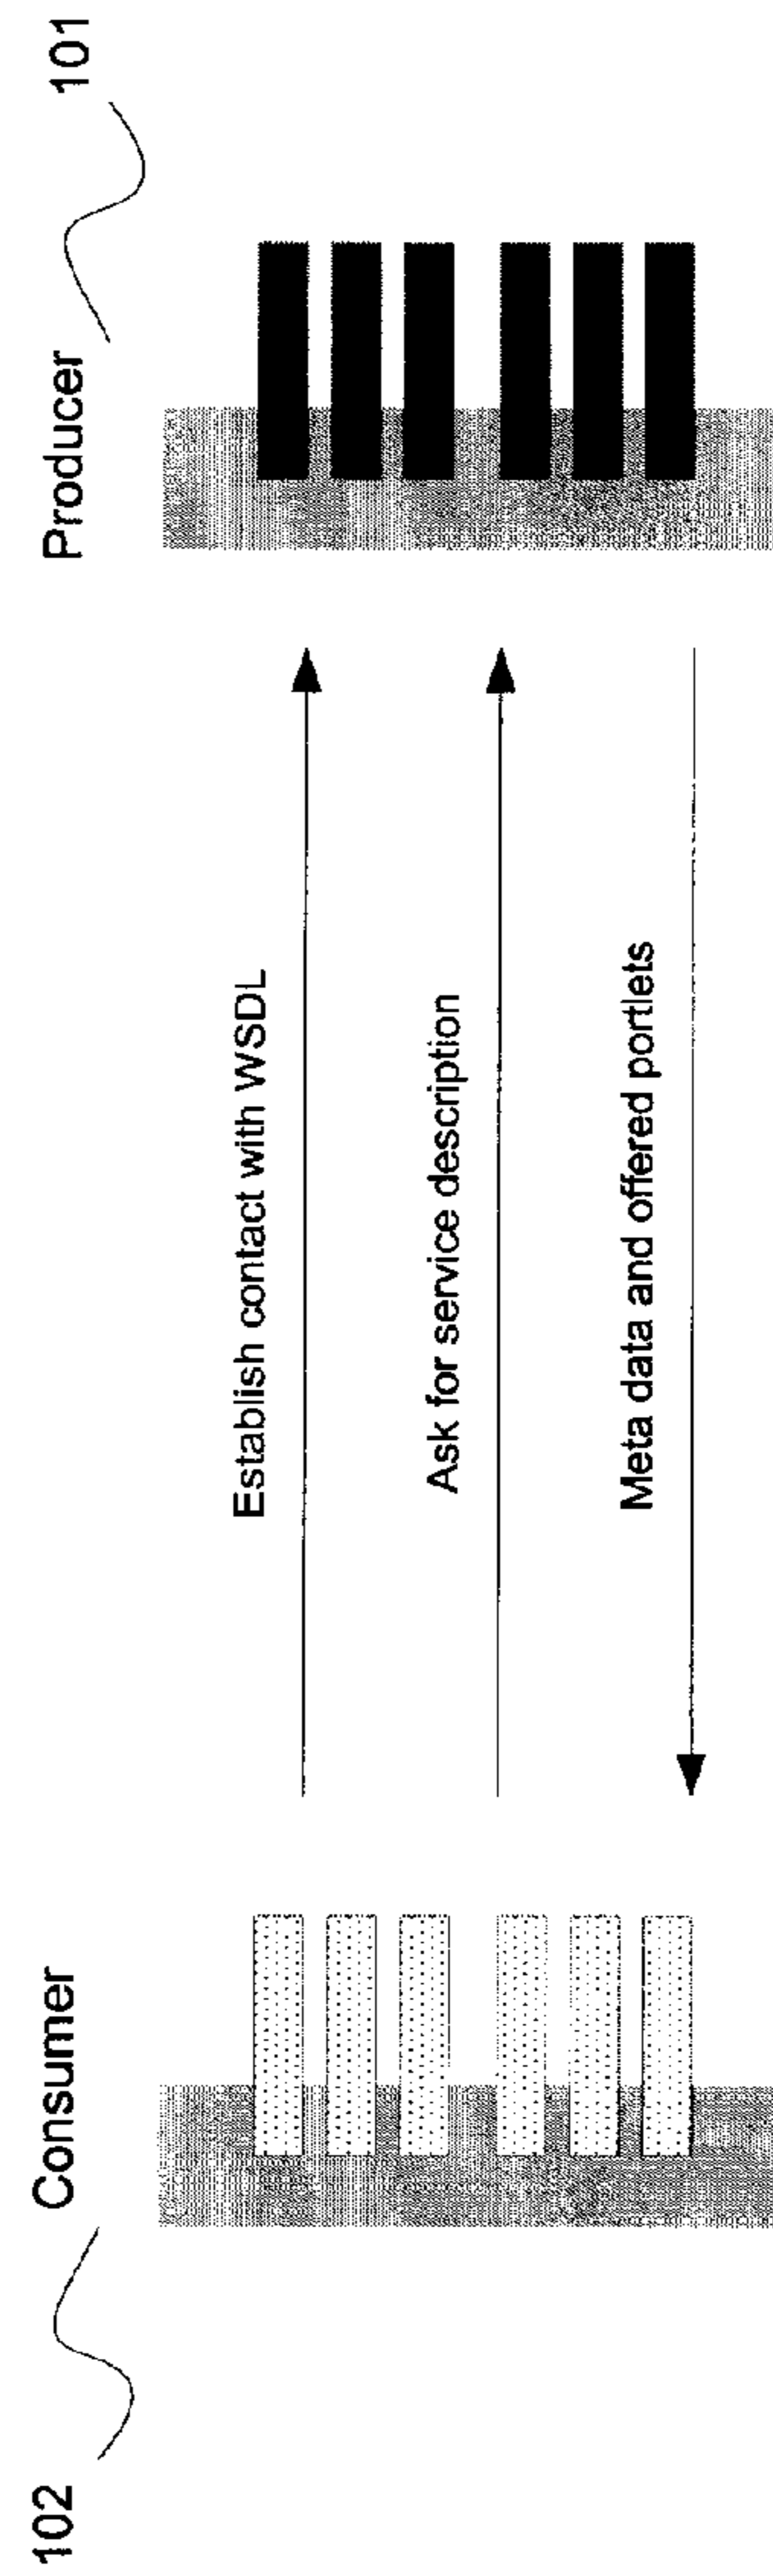 102
Consumer
Producer
101
Establish contact with WSDL
Ask for service description
Meta data and offered portlets